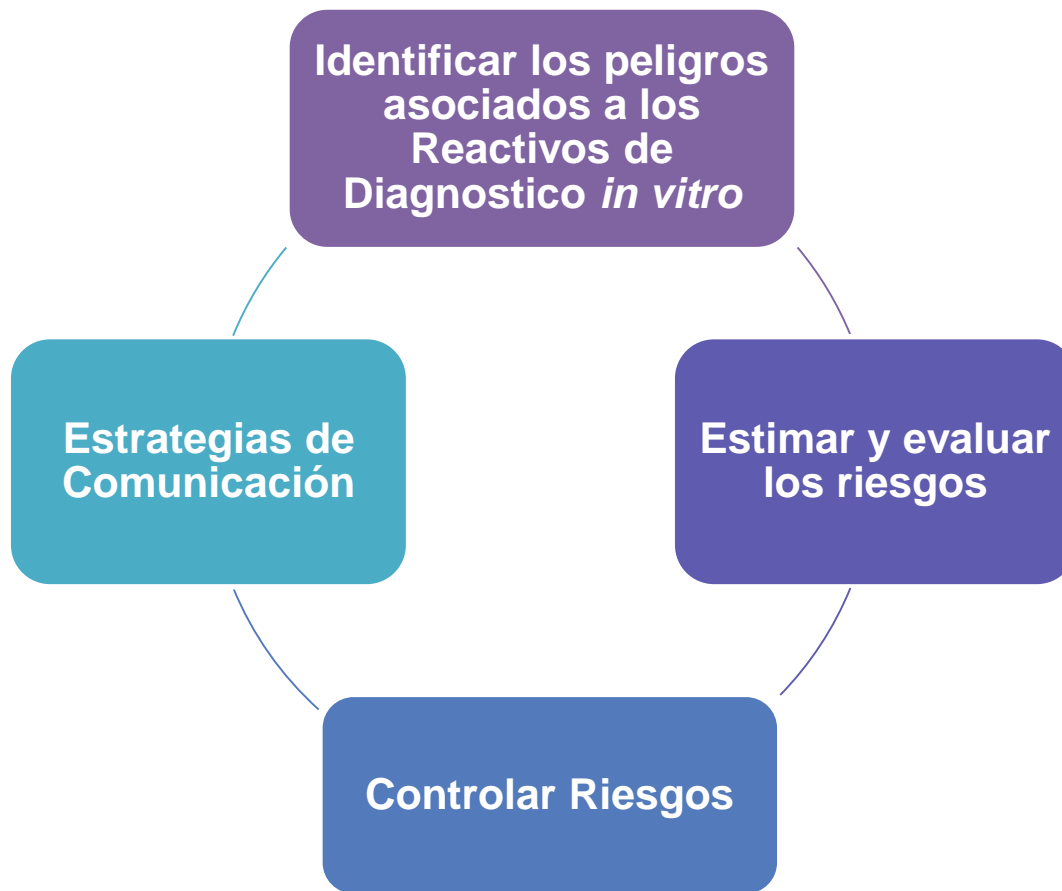 Identificar los peligros
asociados a los
Reactivos de
Diagnostico in vitro
Estimar y evaluar
los riesgos
Controlar Riesgos
Estrategias de
Comunicación